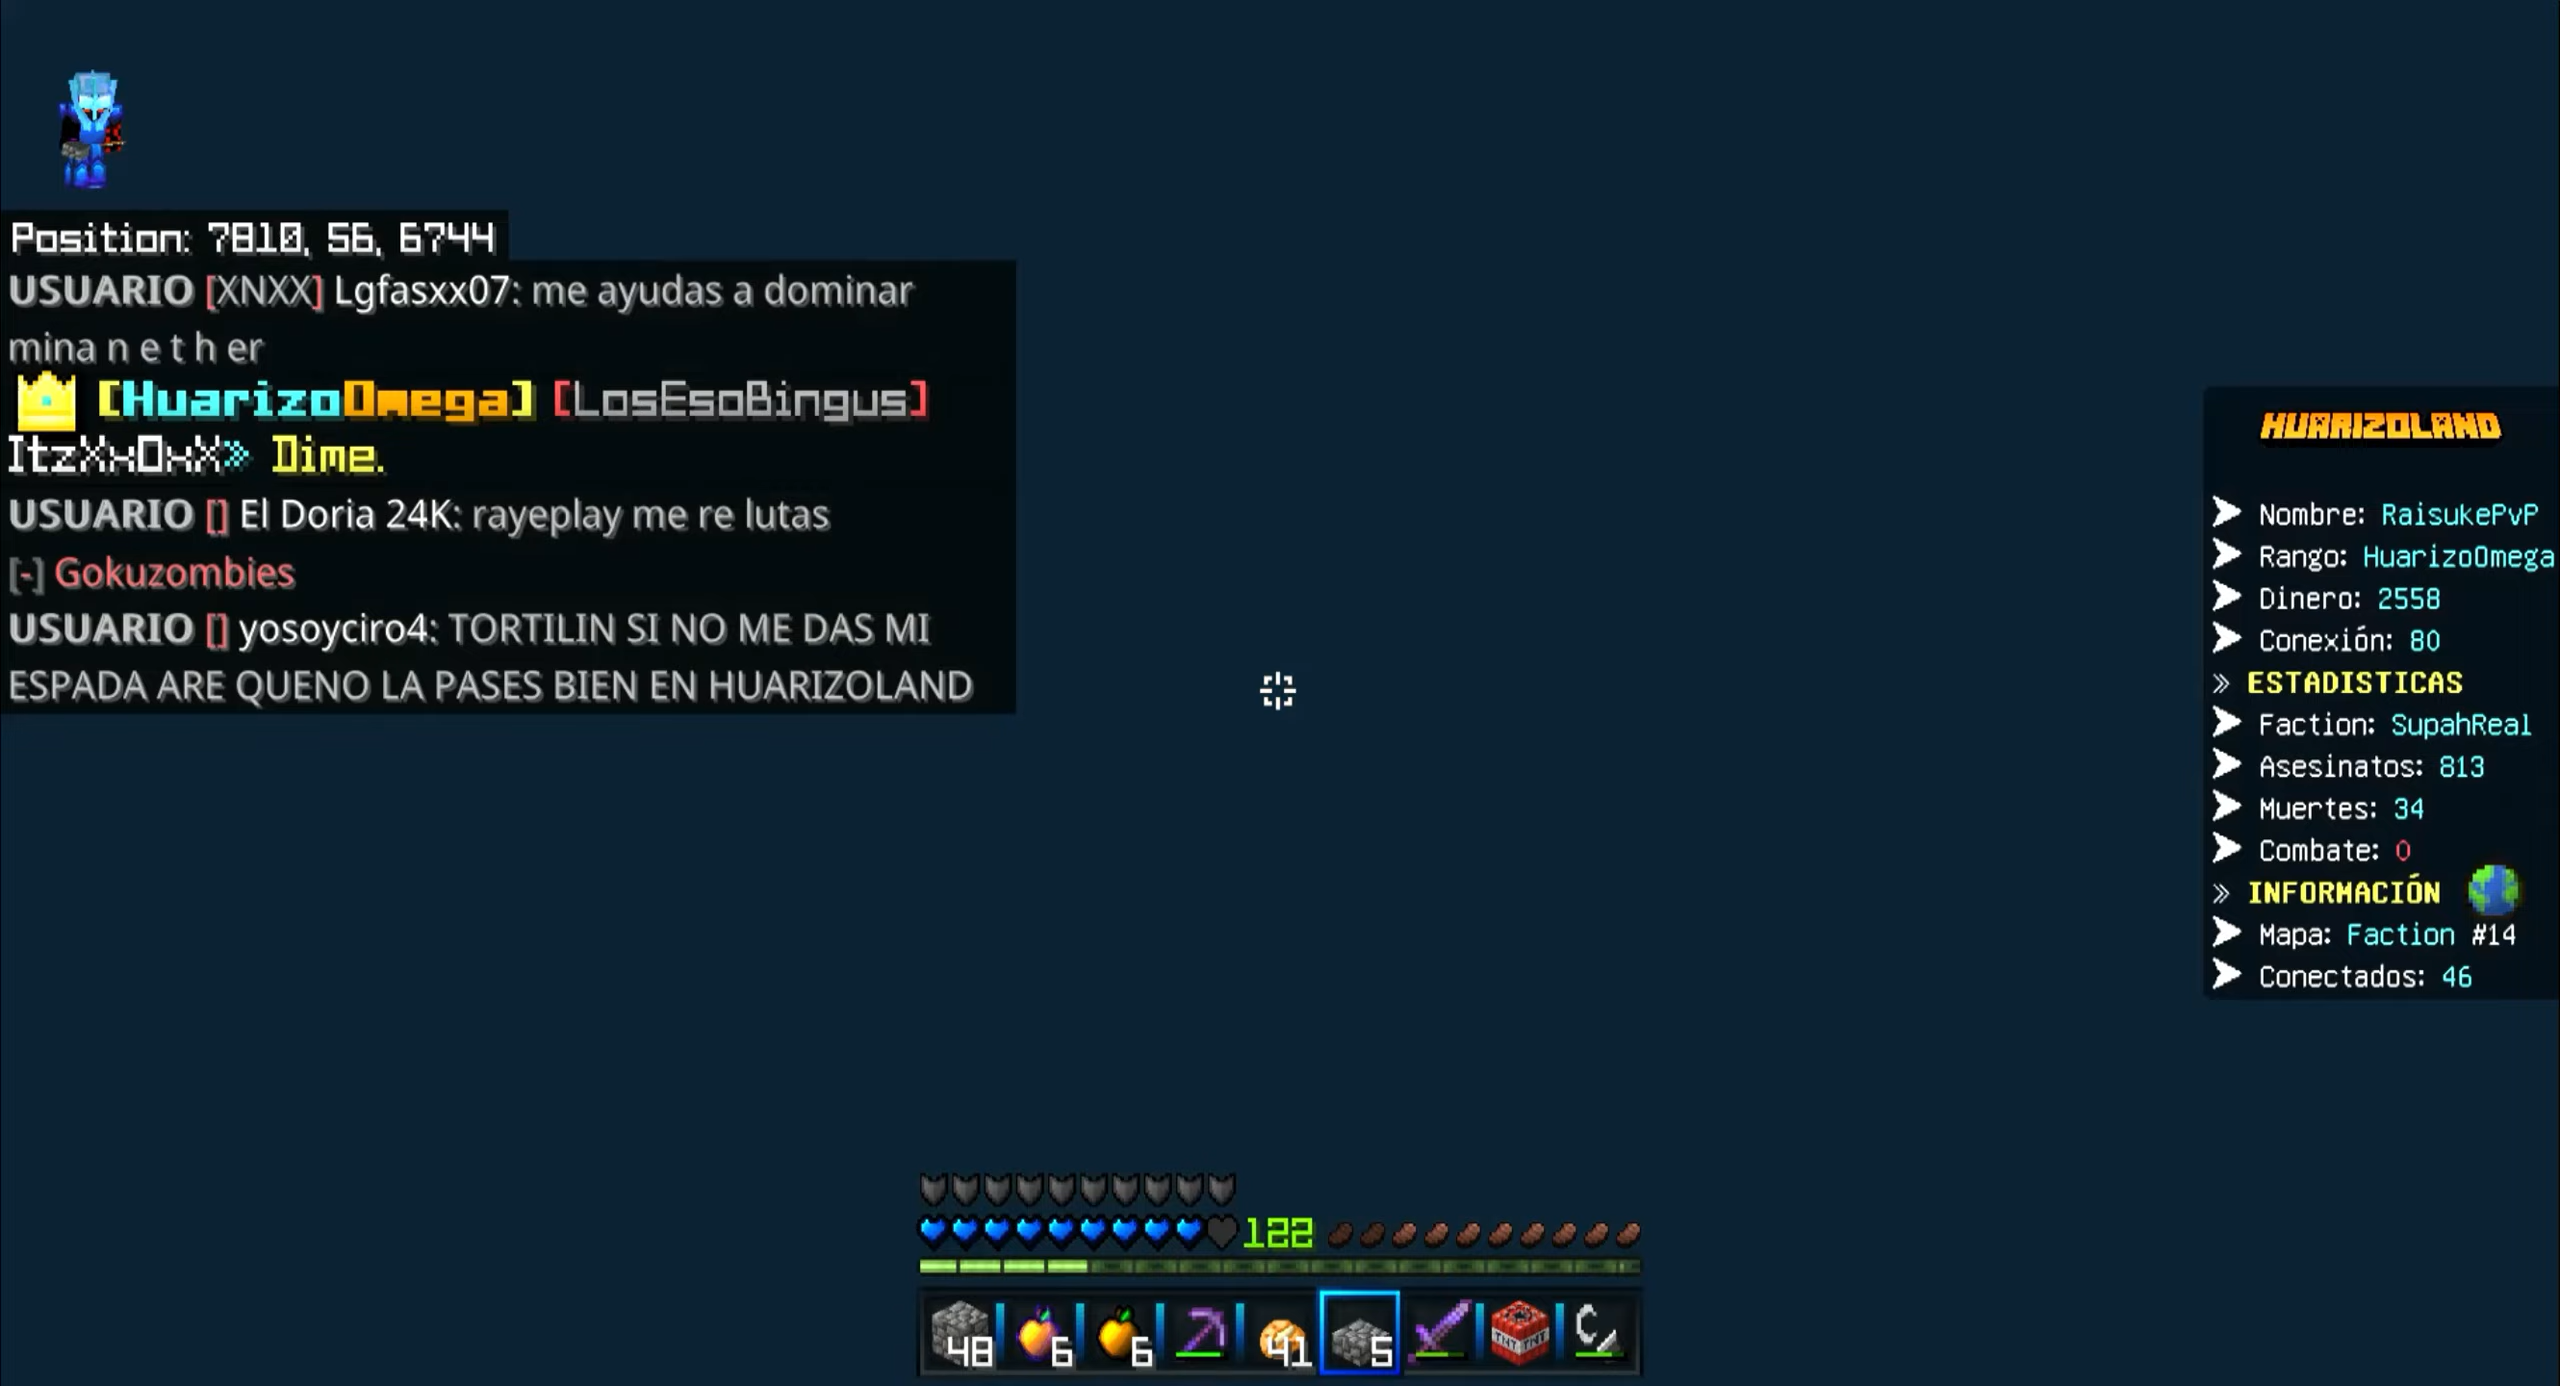 Position: 7810, 56, 6744
USUARIO [XNXX] Lgfasxx07: me ayudas a dominar
mina n e t h er
[HuarizoOmega] [LosEsoBingus]
ItzXxOxX» Dime.
USUARIO [] El Doria 24K: rayeplay me re lutas
[-] Gokuzombies
USUARIO [] yosoyciro4: TORTILIN SI NO ME DAS MI
ESPADA ARE QUENO LA PASES BIEN EN HUARIZOLAND
HUARIZOLAND
➤ Nombre: RaisukePvP
➤ Rango: HuarizoOmega
➤ Dinero: 2558
➤ Conexión: 80
» ESTADISTICAS
➤ Faction: SupahReal
➤ Asesinatos: 813
➤ Muertes: 34
➤ Combate: 0
» INFORMACIÓN
➤ Mapa: Faction #14
➤ Conectados: 46
122
48 6 6 41 5 TNT TNT